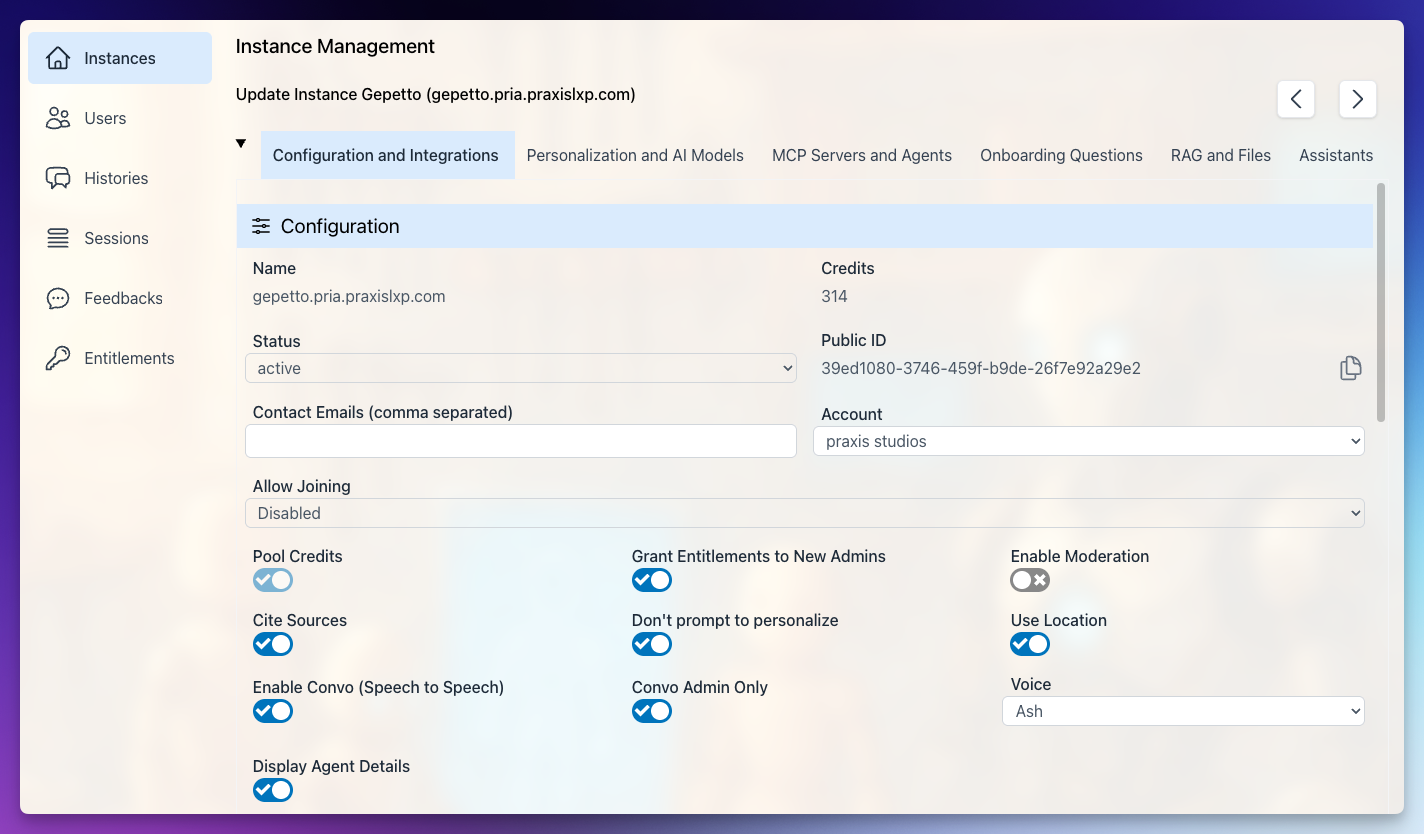 Instances
Users
Histories
Sessions
Feedbacks
Entitlements
Instance Management
Update Instance Gepetto (gepetto.pria.praxislxp.com)
Configuration and Integrations
Personalization and AI Models
MCP Servers and Agents
Onboarding Questions
RAG and Files
Assistants
Configuration
Name
gepetto.pria.praxislxp.com
Credits
314
Status
active
Public ID
39ed1080-3746-459f-b9de-26f7e92a29e2
Contact Emails (comma separated)
Account
praxis studios
Allow Joining
Disabled
Pool Credits
Grant Entitlements to New Admins
Enable Moderation
Cite Sources
Don't prompt to personalize
Use Location
Enable Convo (Speech to Speech)
Convo Admin Only
Voice
Ash
Display Agent Details